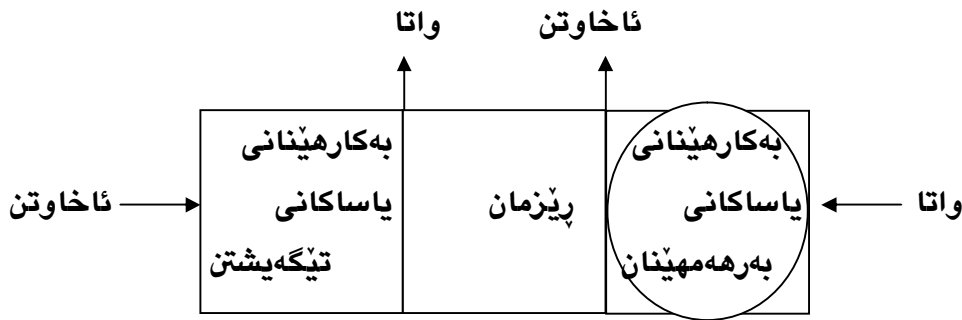 ئاخاوتن
واتا
واتا
بەکارهێنانی
یاساکانی
بەرهەمهێنان
ڕێزمان
بەکارهێنانی
یاساکانی
تێگەیشتن
ئاخاوتن